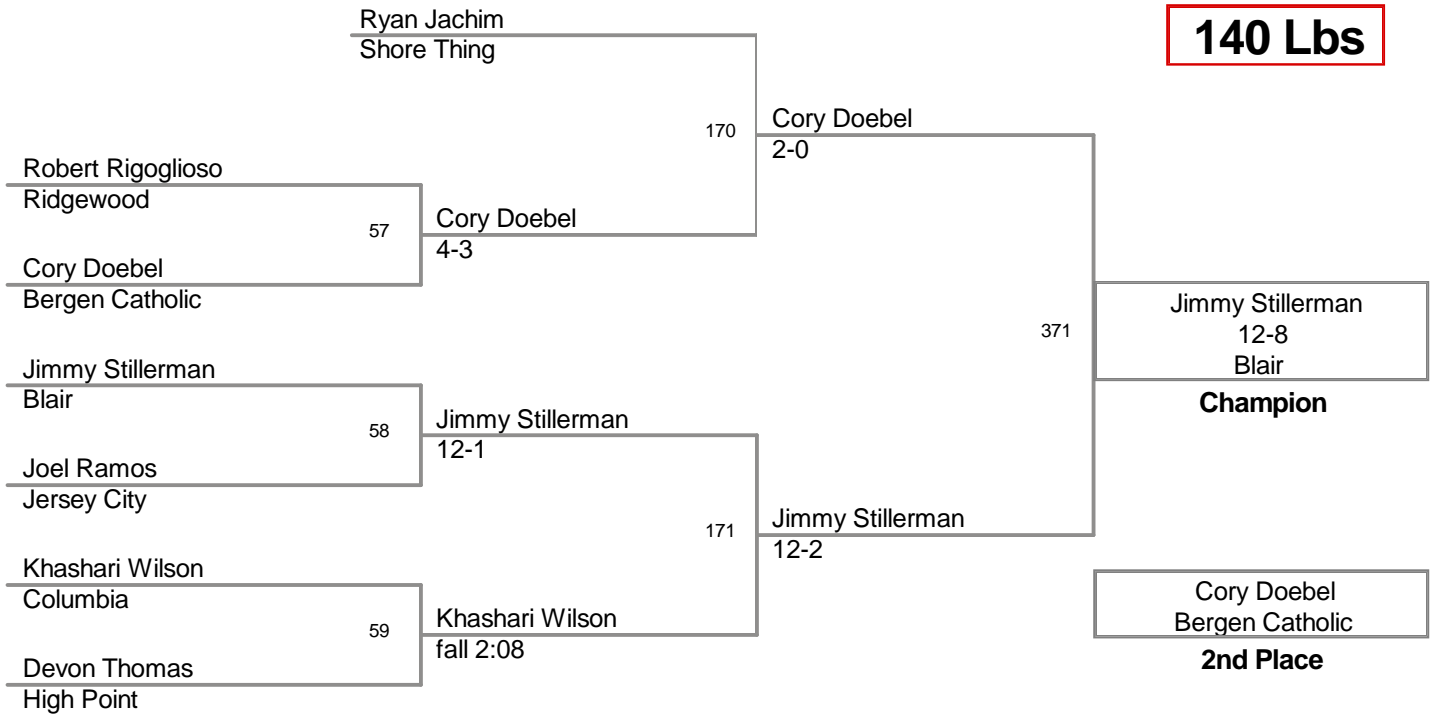 Ryan Jachim
Shore Thing
140 Lbs
170
Cory Doebel
2-0
Robert Rigoglioso
Ridgewood
57
Cory Doebel
4-3
Cory Doebel
Bergen Catholic
371
Jimmy Stillerman
12-8
Blair
Champion
Jimmy Stillerman
Blair
58
Jimmy Stillerman
12-1
Joel Ramos
Jersey City
171
Jimmy Stillerman
12-2
Khashari Wilson
Columbia
59
Khashari Wilson
fall 2:08
Devon Thomas
High Point
Cory Doebel
Bergen Catholic
2nd Place